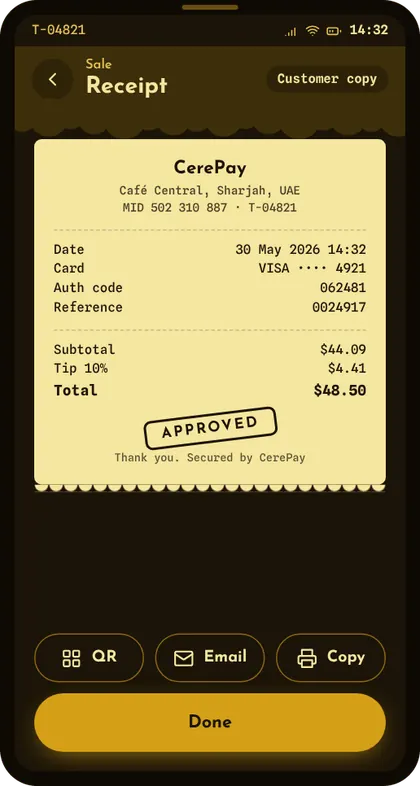 T-04821 14:32
Sale
Receipt
Customer copy
CerePay
Café Central, Sharjah, UAE
MID 502 310 887 · T-04821
Date 30 May 2026 14:32
Card VISA ···· 4921
Auth code 062481
Reference 0024917
Subtotal $44.09
Tip 10% $4.41
Total $48.50
APPROVED
Thank you. Secured by CerePay
QR
Email
Copy
Done